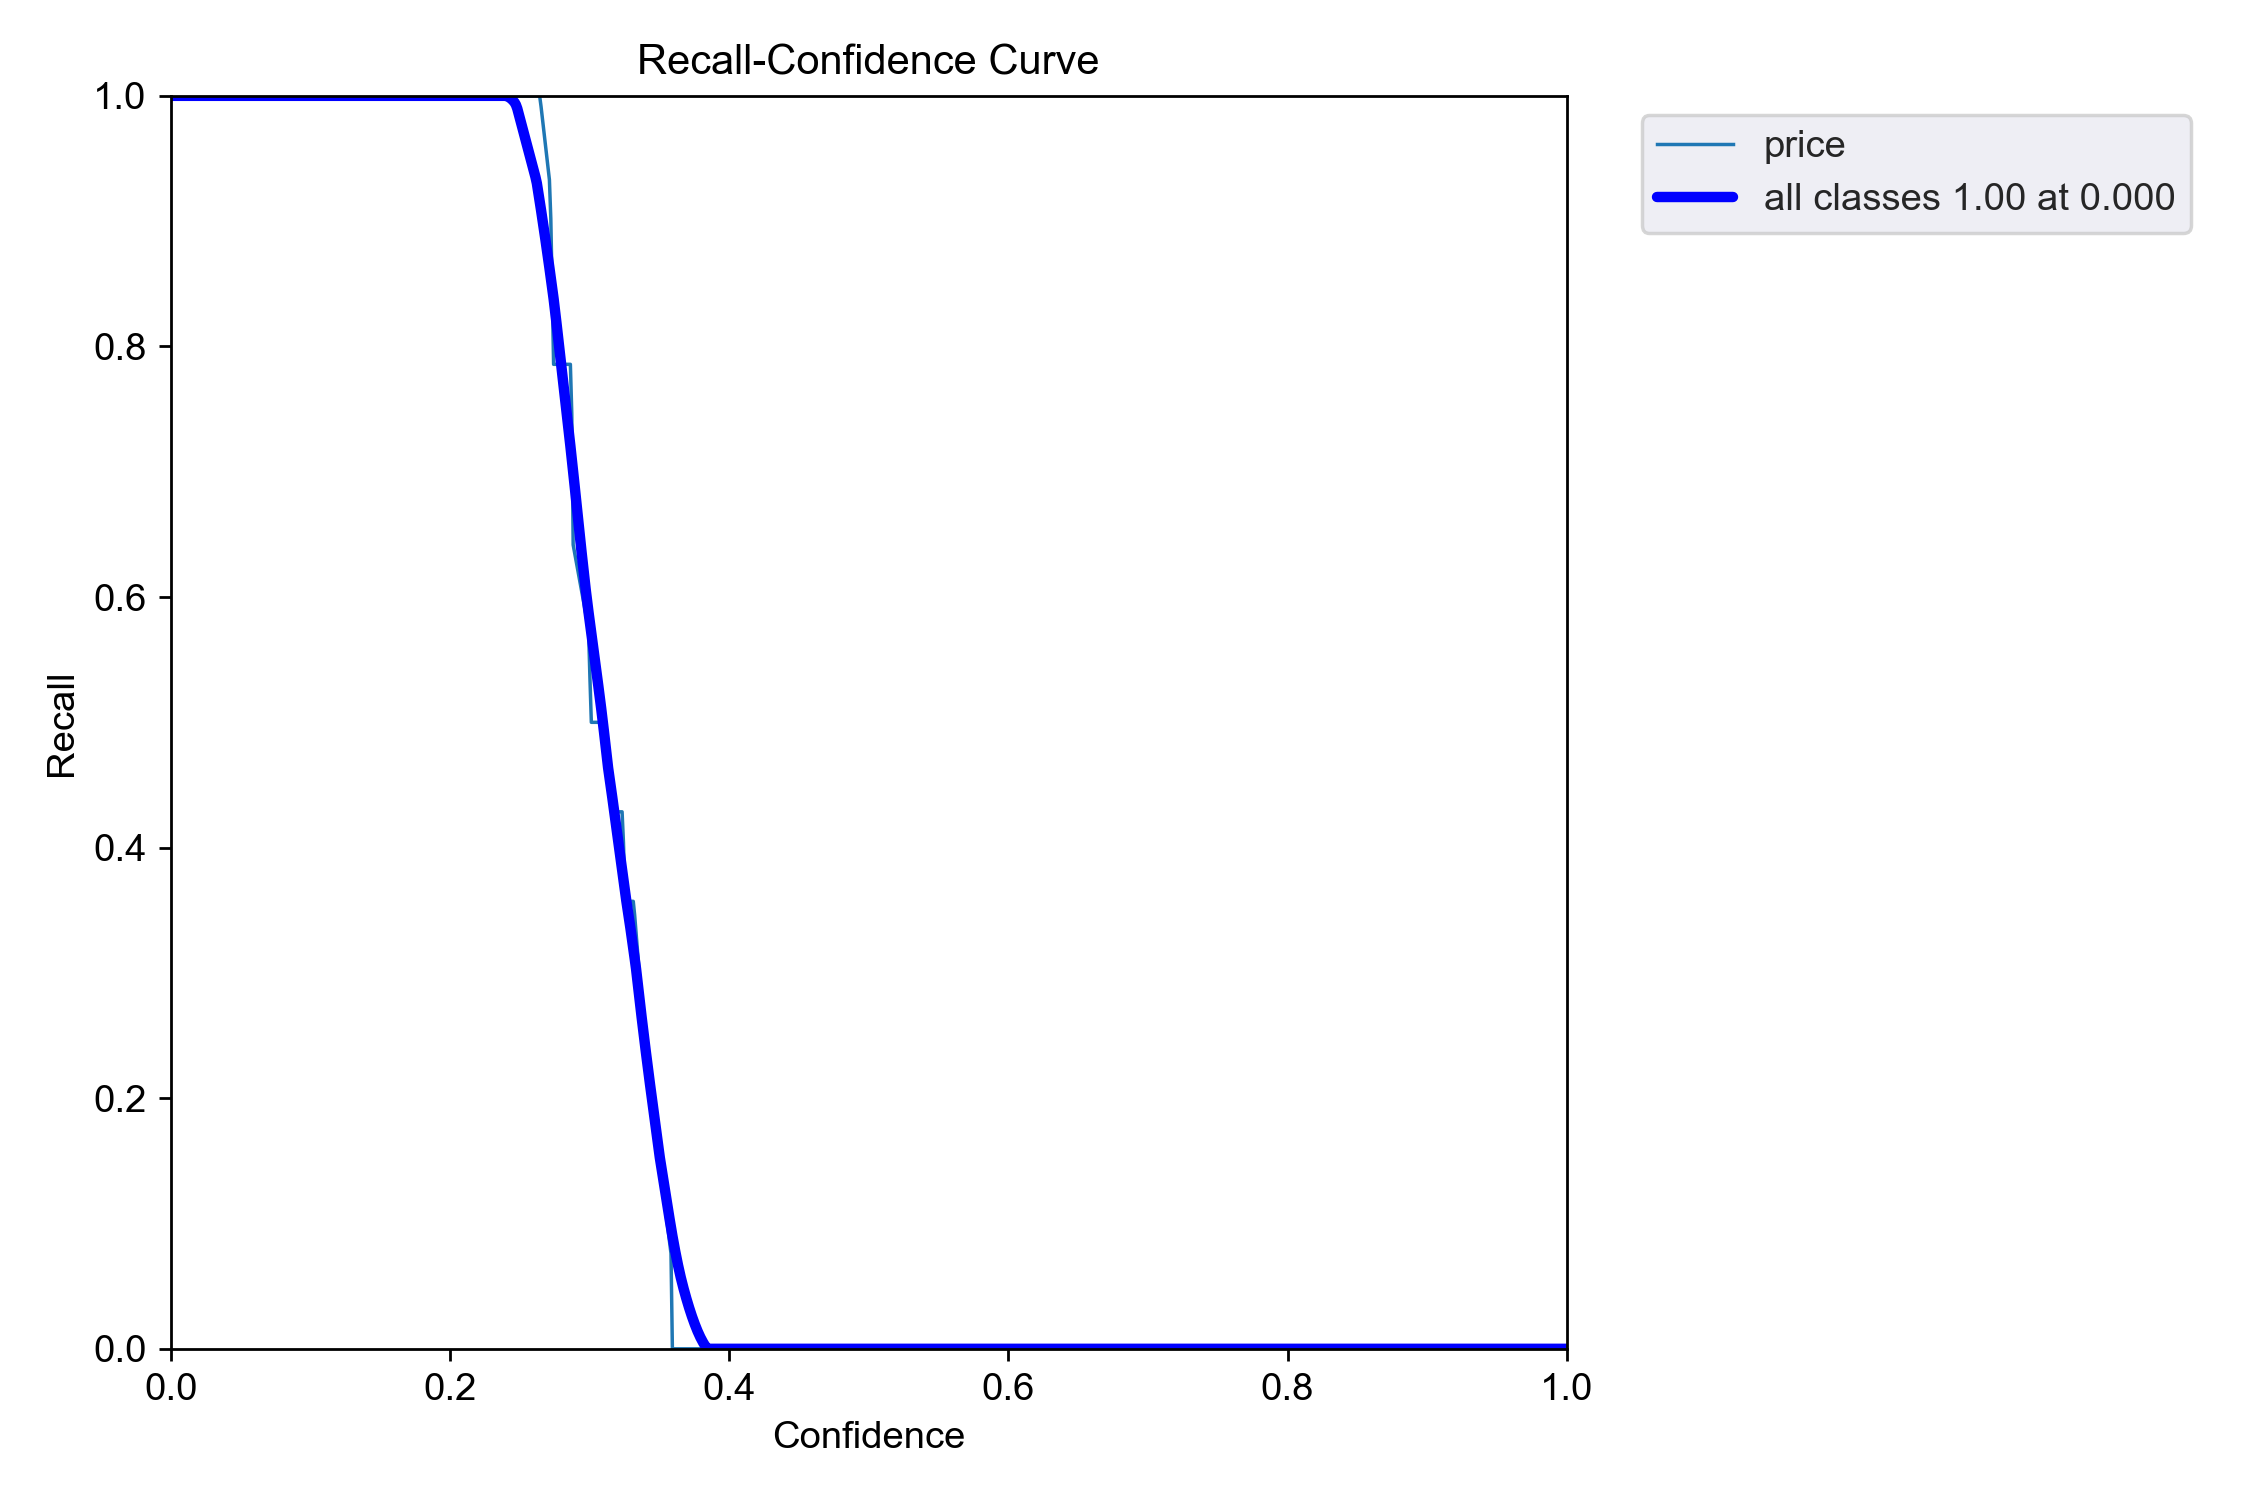 Recall-Confidence Curve
1.0
0.8
0.6
0.4
0.2
0.0
Recall
0.0 0.2 0.4 0.6 0.8 1.0
Confidence
price
all classes 1.00 at 0.000